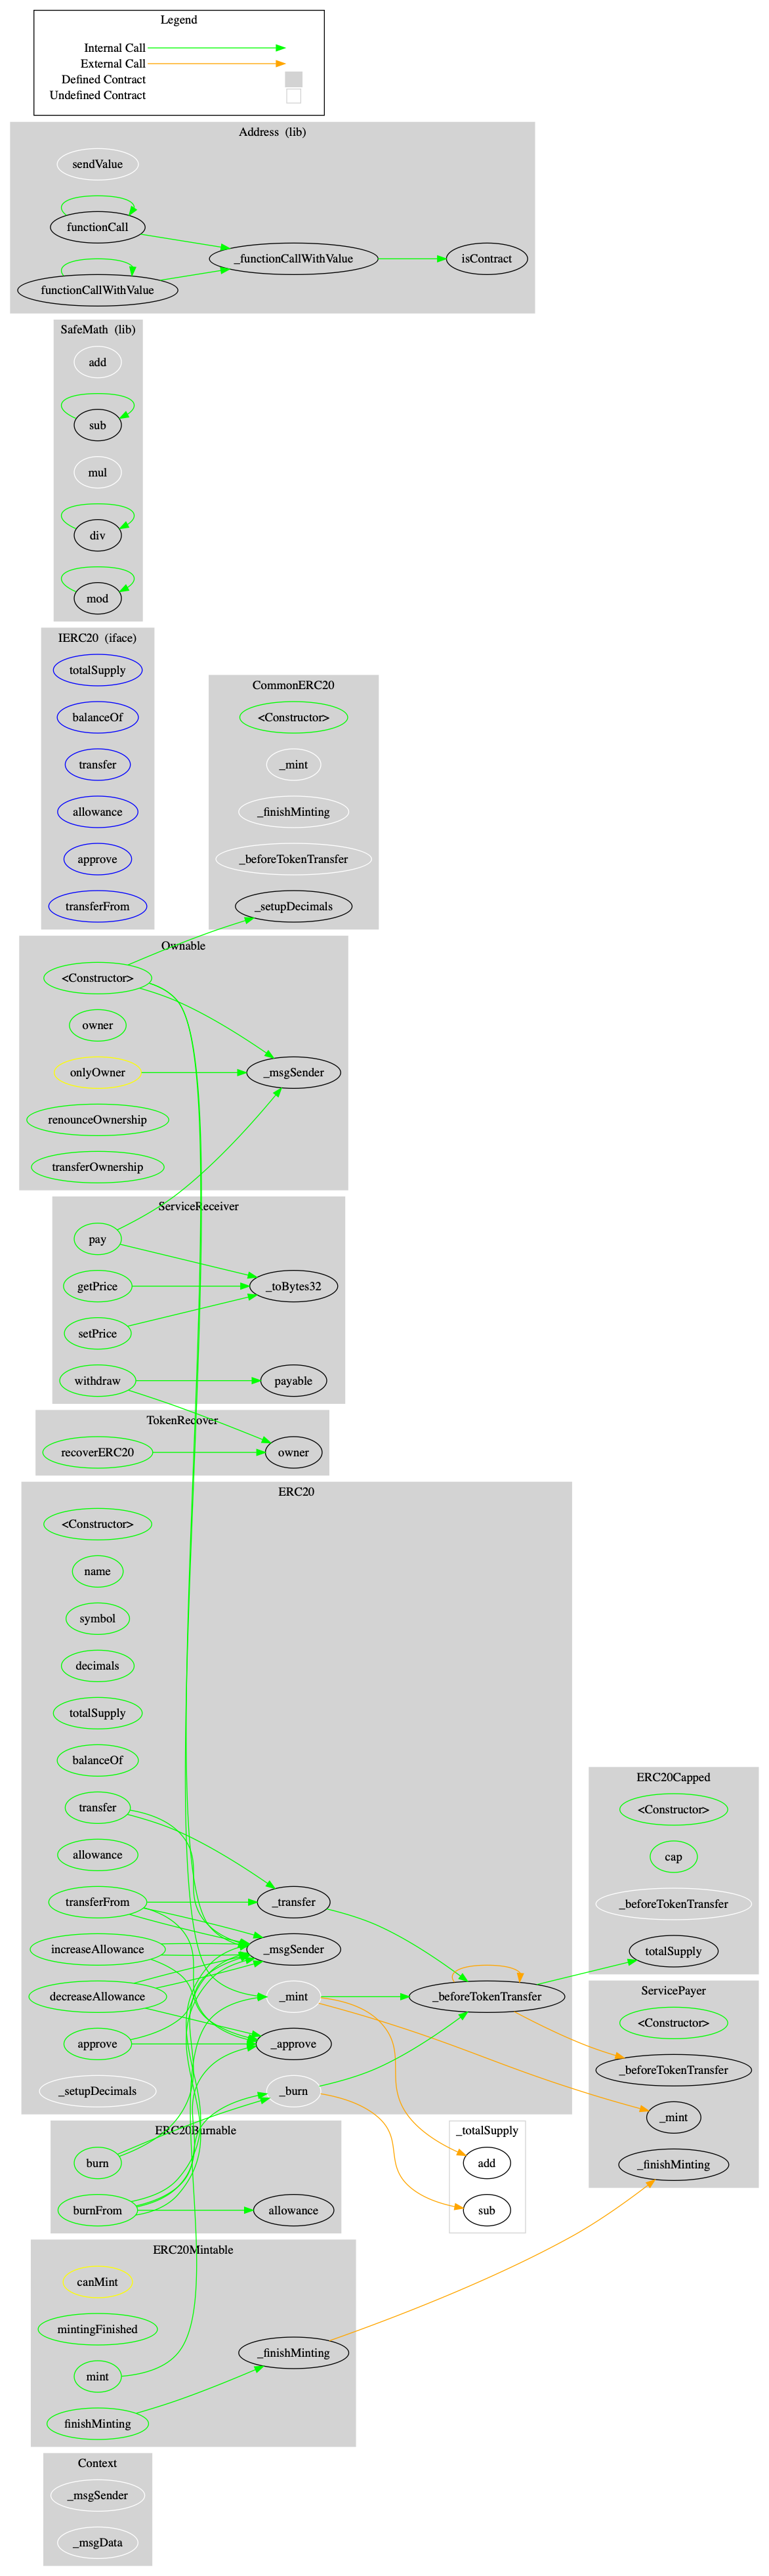 Legend
Internal Call
External Call
Defined Contract
Undefined Contract
Address  (lib)
sendValue
functionCall
_functionCallWithValue
isContract
functionCallWithValue
SafeMath  (lib)
add
sub
mul
div
mod
IERC20  (iface)
totalSupply
balanceOf
transfer
allowance
approve
transferFrom
CommonERC20
<Constructor>
_mint
_finishMinting
_beforeTokenTransfer
_setupDecimals
Ownable
<Constructor>
owner
onlyOwner
_msgSender
renounceOwnership
transferOwnership
ServiceReceiver
pay
getPrice
_toBytes32
setPrice
withdraw
payable
TokenRecover
recoverERC20
owner
ERC20
<Constructor>
name
symbol
decimals
totalSupply
balanceOf
transfer
allowance
transferFrom
_transfer
increaseAllowance
_msgSender
decreaseAllowance
_mint
_beforeTokenTransfer
approve
_approve
_setupDecimals
_burn
ERC20Capped
<Constructor>
cap
_beforeTokenTransfer
totalSupply
ServicePayer
<Constructor>
_beforeTokenTransfer
_mint
_finishMinting
ERC20Burnable
burn
burnFrom
allowance
_totalSupply
add
sub
ERC20Mintable
canMint
mintingFinished
_finishMinting
mint
finishMinting
Context
_msgSender
_msgData